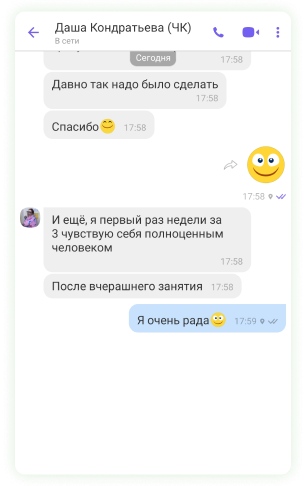 Даша Кондратьева (ЧК)
В сети
Сегодня
17:58
Давно так надо было сделать
17:58
Спасибо😊 17:58
17:58
И ещё, я первый раз недели за
3 чувствую себя полноценным
человеком
17:58
После вчерашнего занятия 17:58
Я очень рада🙂 17:59